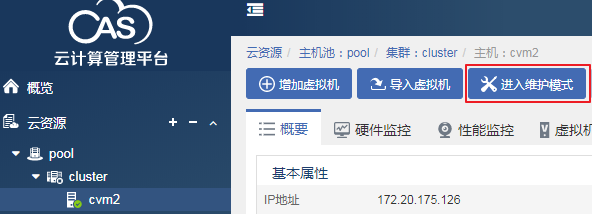 CAS
云计算管理平台
概览
云资源
pool
cluster
cvm2
云资源 / 主机池：pool / 集群：cluster / 主机：cvm2
增加虚拟机 导入虚拟机 进入维护模式
概要 硬件监控 性能监控 虚拟机
基本属性
IP地址 172.20.175.126